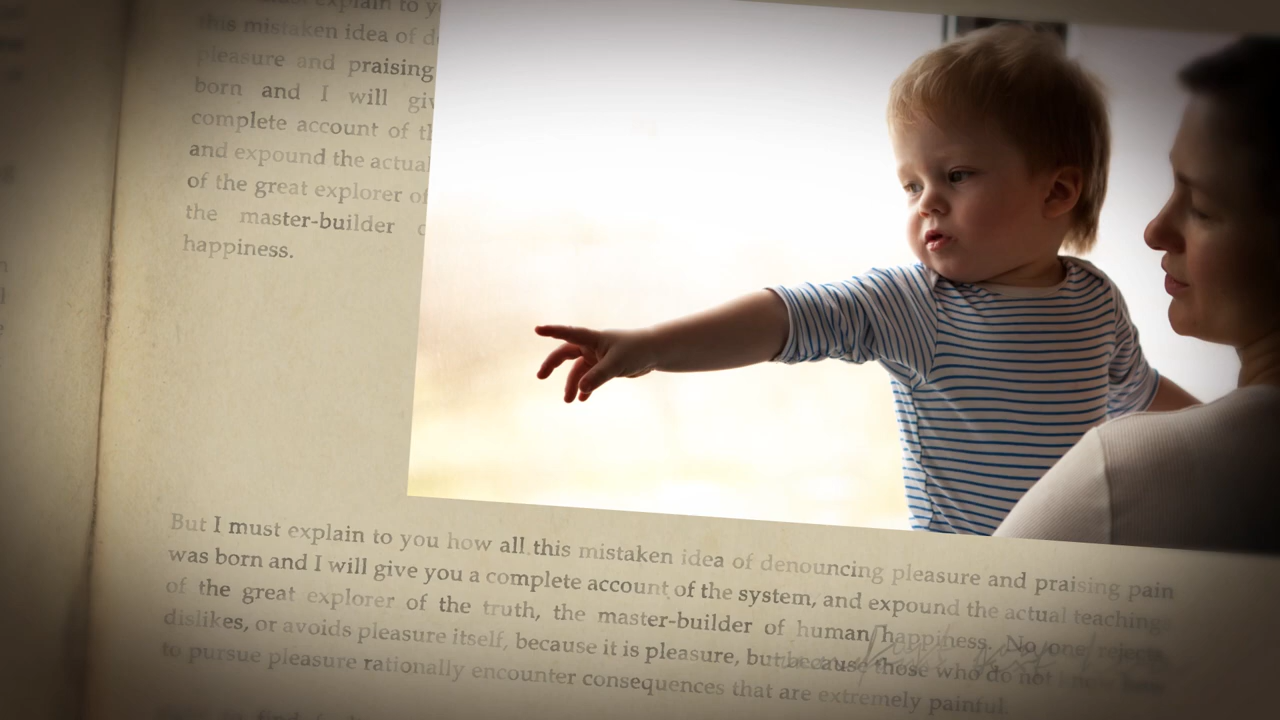 explain to y
this mistaken idea of d
pleasure and praising
born and I will giv
complete account of th
and expound the actual
of the great explorer of
the master-builder
happiness.
But I must explain to you how all this mistaken idea of denouncing pleasure and praising pain
was born and I will give you a complete account of the system, and expound the actual teachings
of the great explorer of the truth, the master-builder of human happiness. No one rejects
dislikes, or avoids pleasure itself, because it is pleasure, but because those who do not know how
to pursue pleasure rationally encounter consequences that are extremely painful.